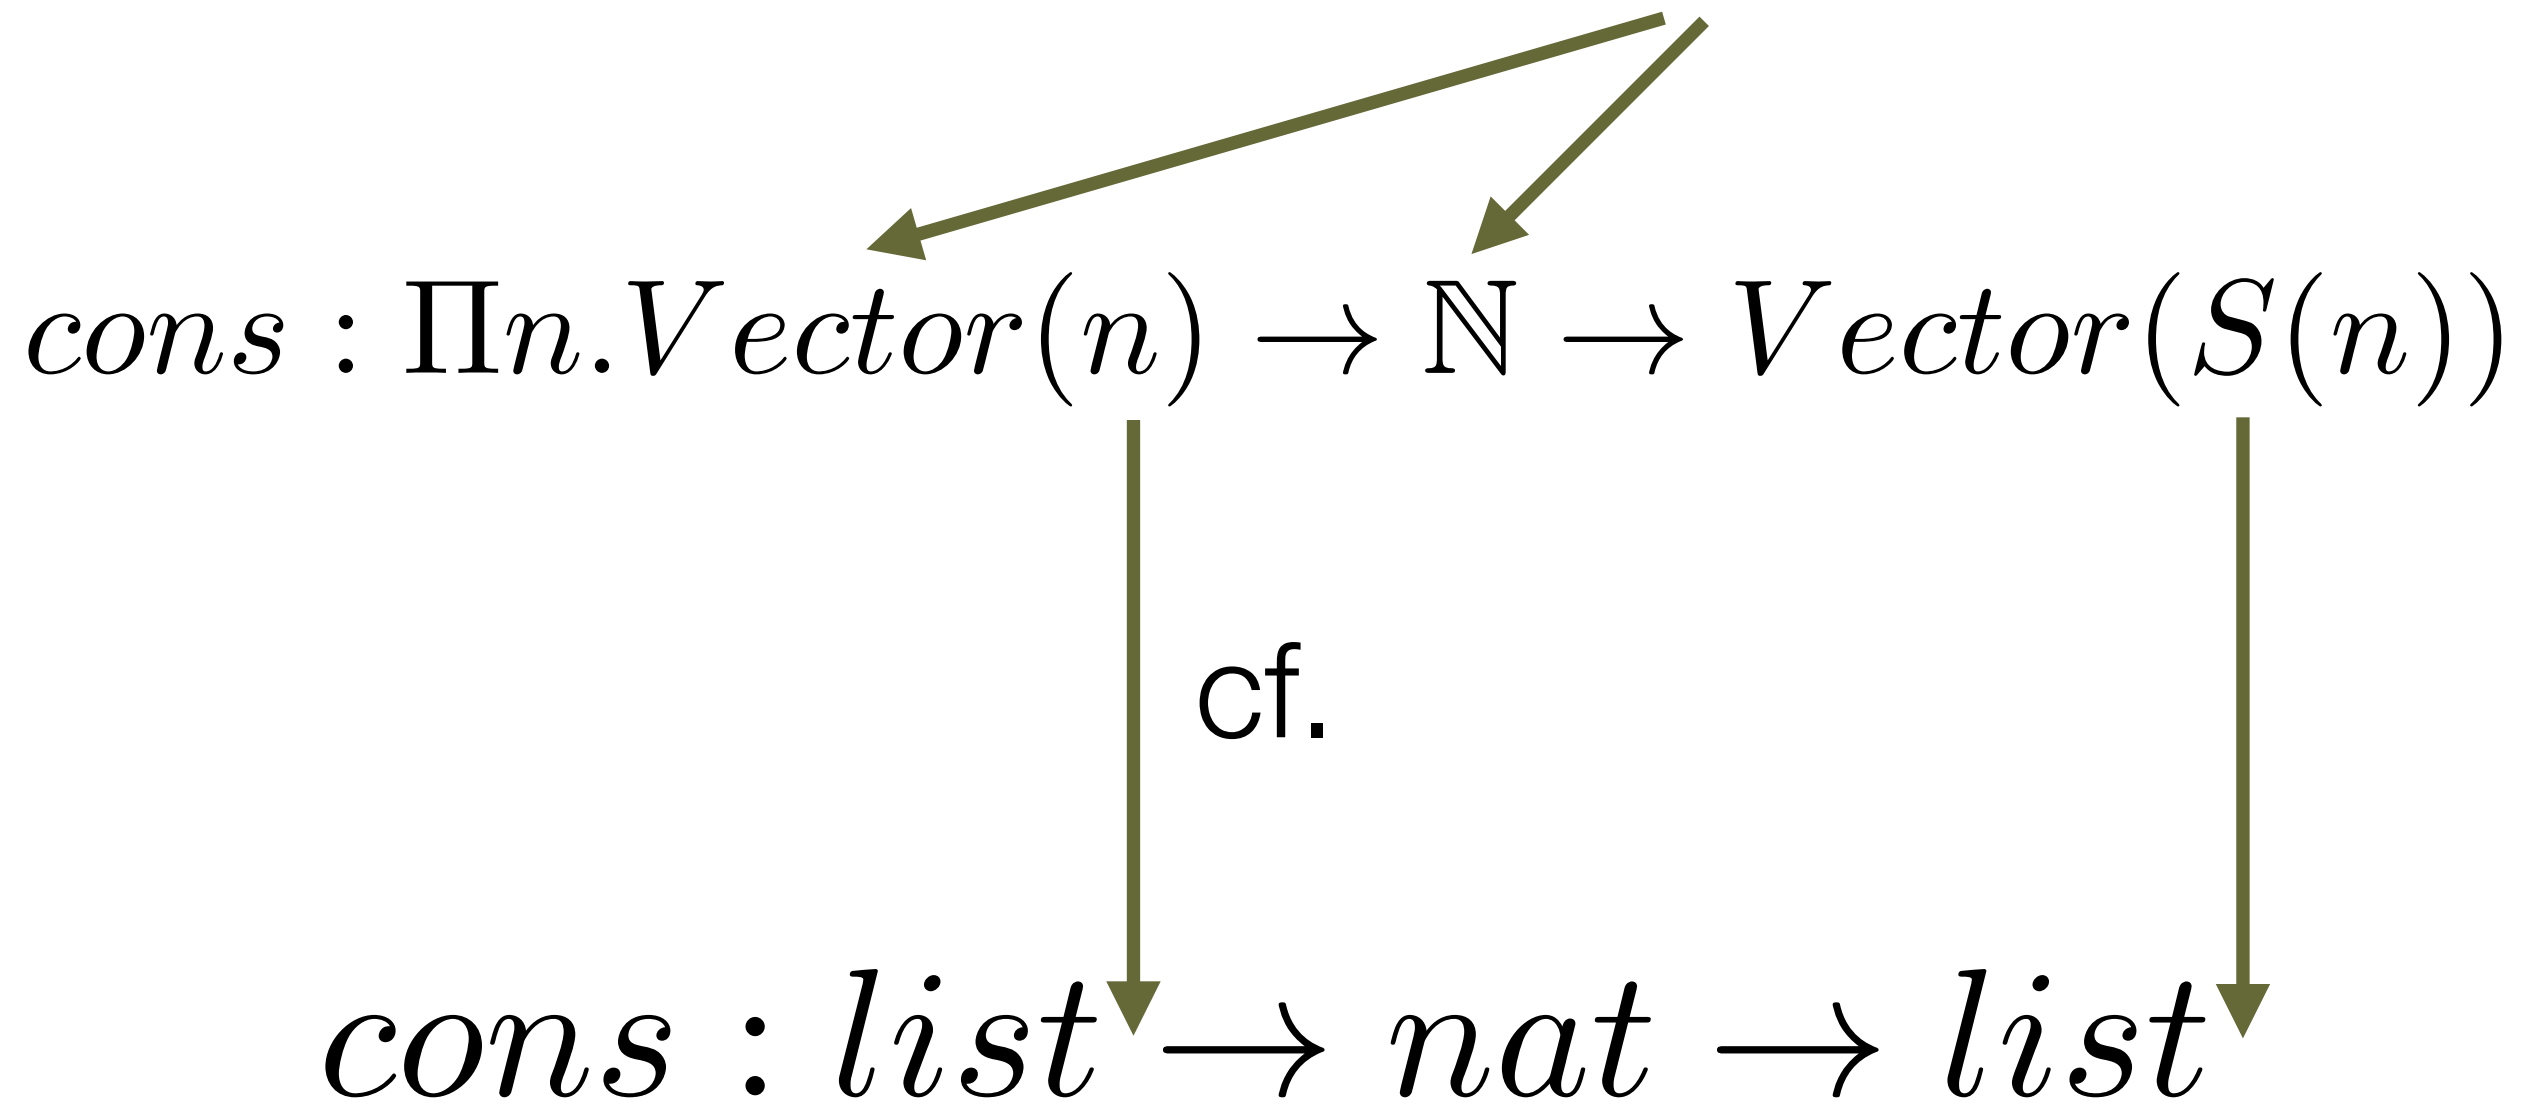 cons : Πn.Vector(n) → ℕ → Vector(S(n))
cf.
cons : list → nat → list